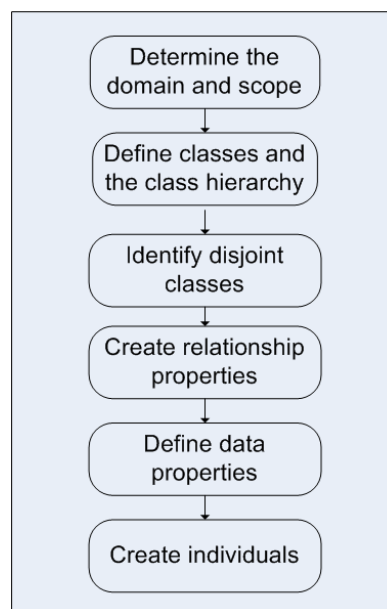 Determine the
domain and scope
Define classes and
the class hierarchy
Identify disjoint
classes
Create relationship
properties
Define data
properties
Create individuals